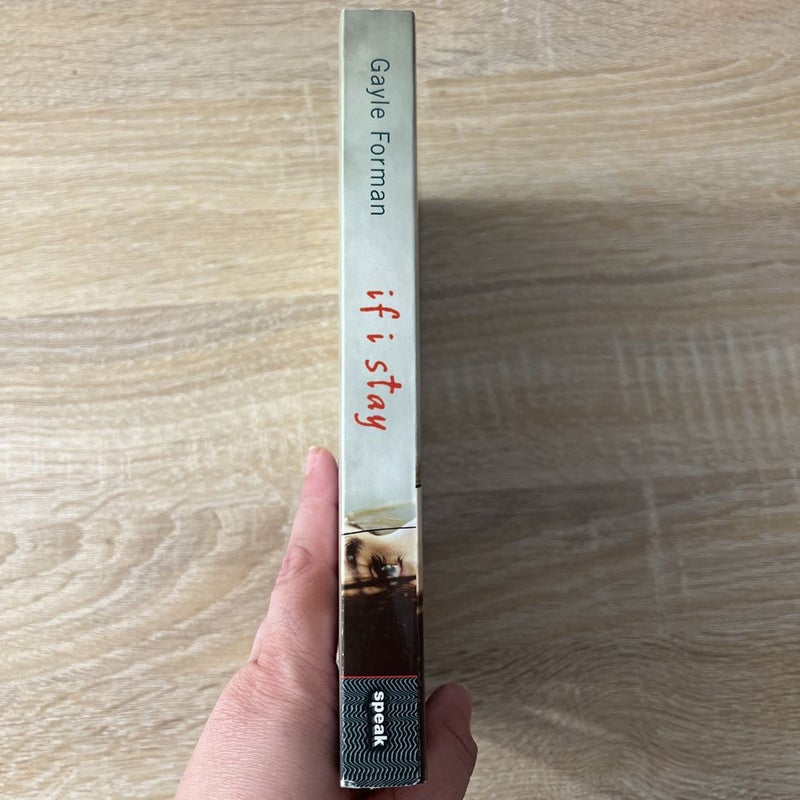 Gayle Forman
if i stay
speak